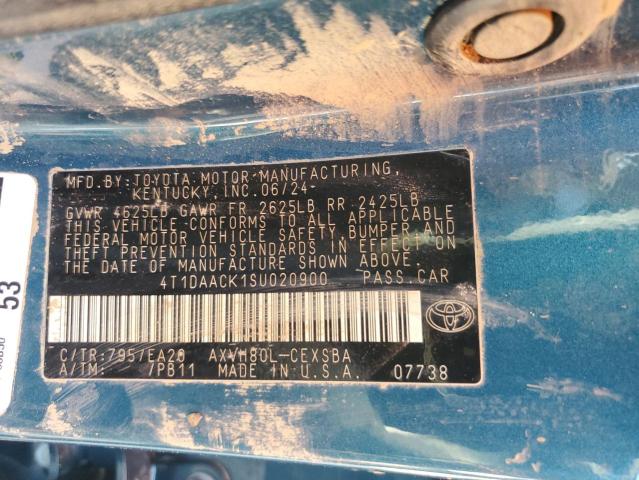 MFD.BY:TOYOTA MOTOR MANUFACTURING,
KENTUCKY, INC.06/24
GVWR 4625LB GAWR FR 2625LB RR 2425LB
THIS VEHICLE CONFORMS TO ALL APPLICABLE
FEDERAL MOTOR VEHICLE SAFETY, BUMPER AND
THEFT PREVENTION STANDARDS IN EFFECT ON
THE DATE OF MANUFACTURE SHOWN ABOVE.
4T1DAACK1SU020900 PASS.CAR
C/TR:795/EA20 AXVH80L-CEXSBA
A/TM: /PB11 MADE IN U.S.A. 07738
53